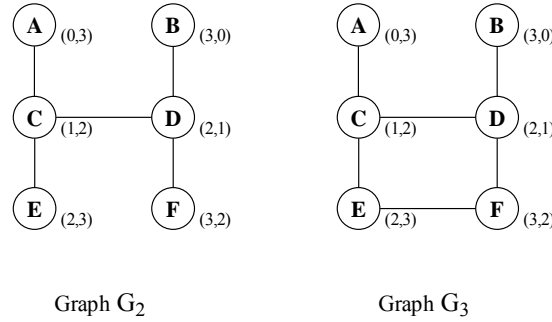 A (0,3) B (3,0) A (0,3) B (3,0)
C (1,2) D (2,1) C (1,2) D (2,1)
E (2,3) F (3,2) E (2,3) F (3,2)
Graph G2 Graph G3